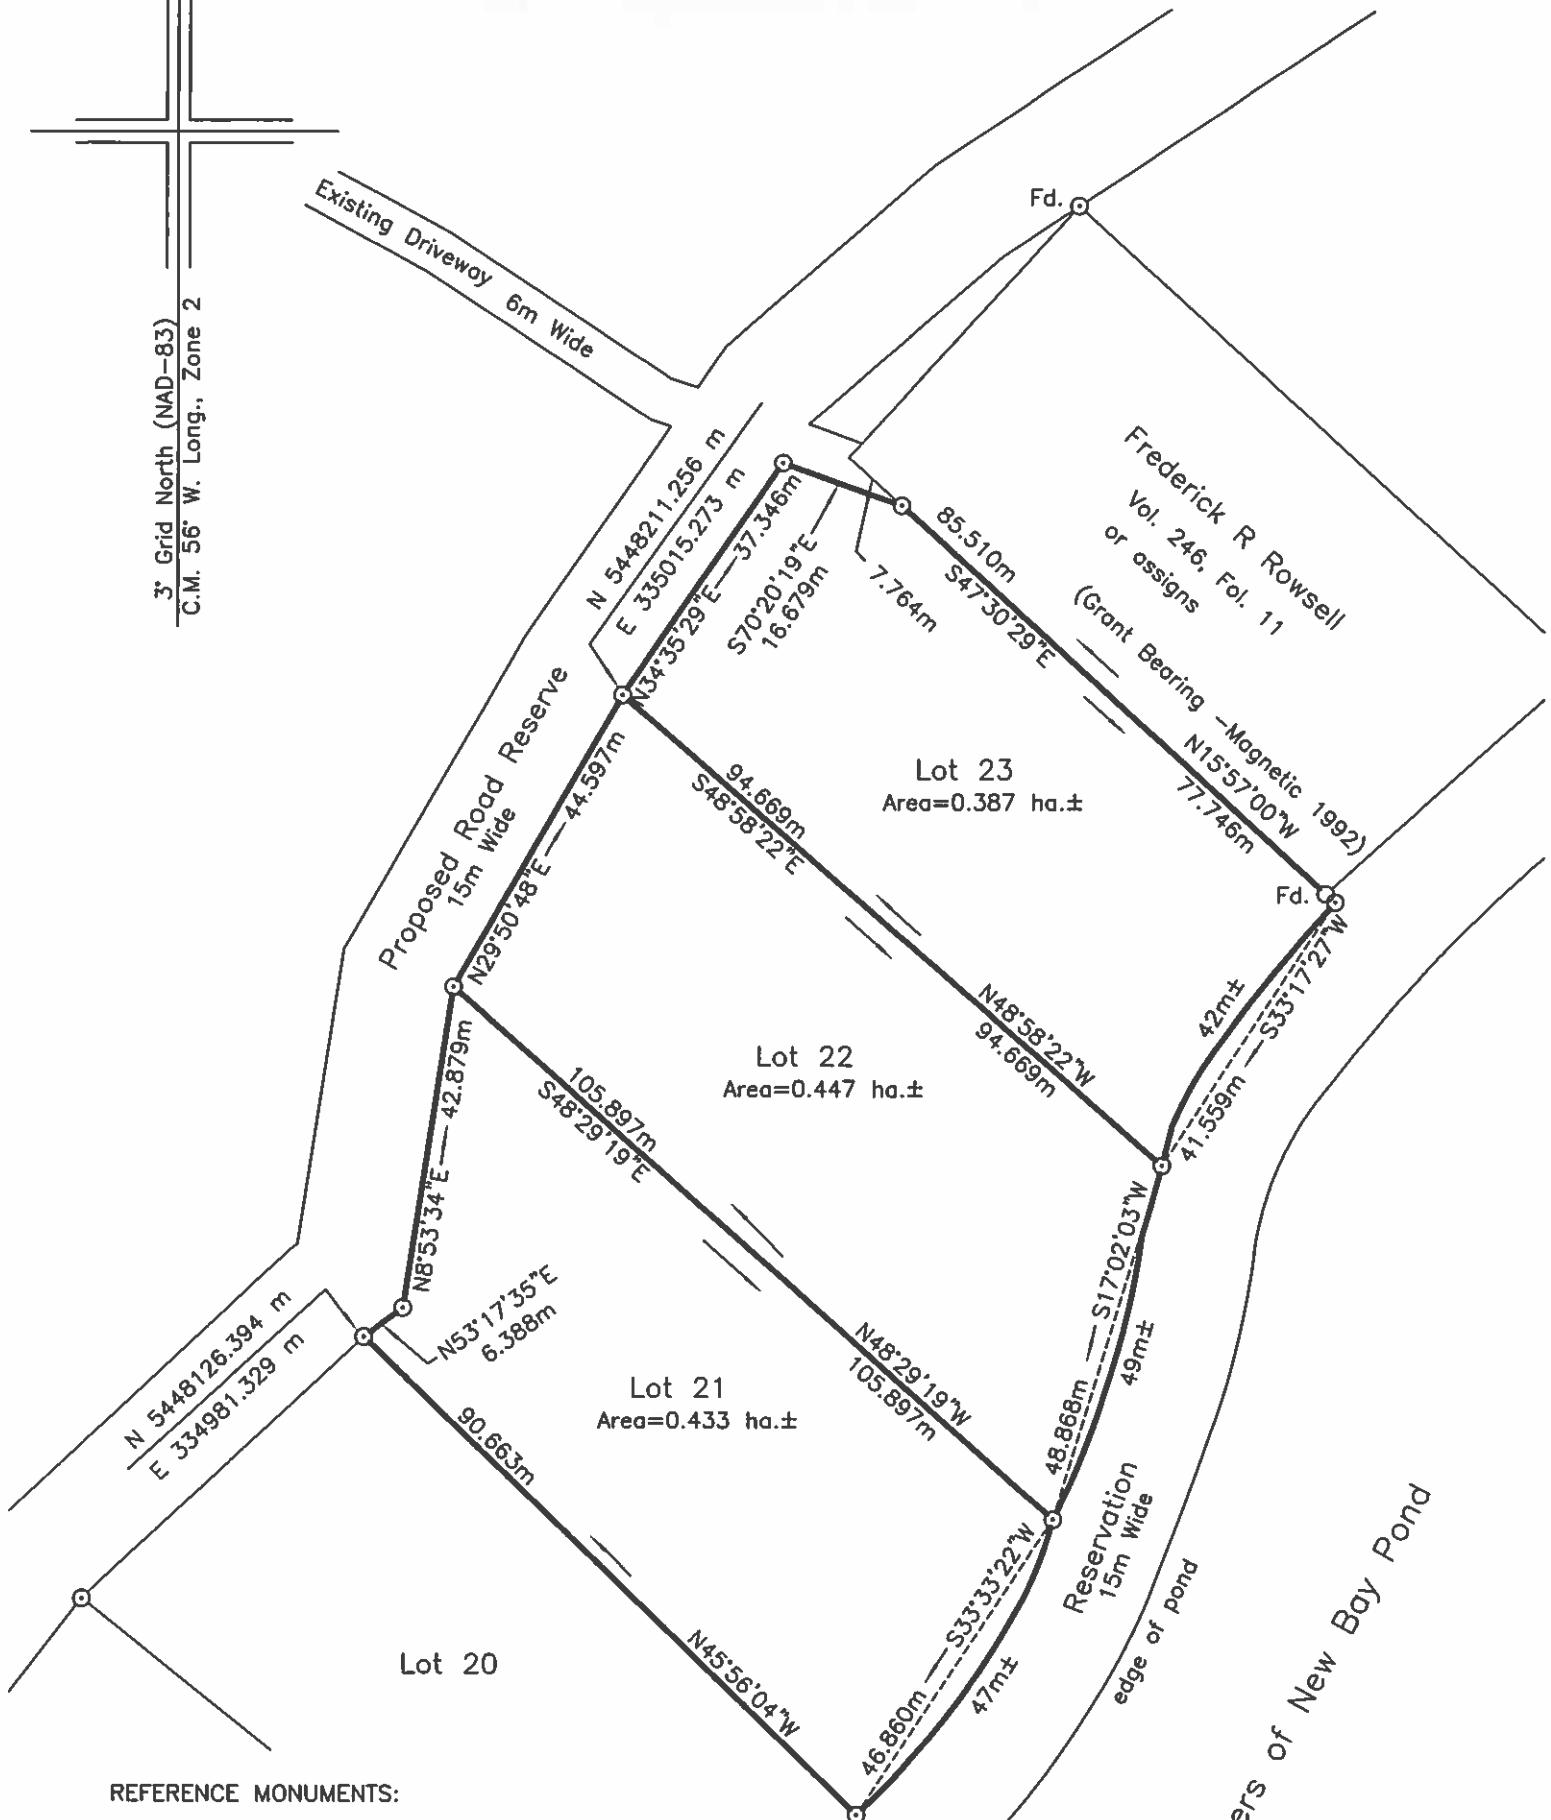 3° Grid North (NAD-83)
C.M. 56° W. Long., Zone 2
Existing Driveway 6m Wide
Fd.
N 5448211.256 m
E 335015.273 m
N34°35'29"E 37.346m
S70°20'19"E
16.679m
7.764m
85.510m
S47°30'29"E
Frederick R Rowsell
Vol. 246, Fol. 11
or assigns
(Grant Bearing -Magnetic 1992)
N15°57'00"W
77.746m
Fd.
Proposed Road Reserve
15m Wide
N29°50'48"E 44.597m
Lot 23
Area=0.387 ha.±
94.669m
S48°58'22"E
N48°58'22"W
94.669m
42m±
41.559m S33°17'27"W
Lot 22
Area=0.447 ha.±
N8°53'34"E 42.879m
105.897m
S48°29'19"E
N48°29'19"W
105.897m
48.868m S17°02'03"W
49m±
N 5448126.394 m
E 334981.329 m
N53°17'35"E
6.388m
Lot 21
Area=0.433 ha.±
90.663m
N45°56'04"W
46.860m S33°33'22"W
47m±
Reservation
15m Wide
edge of pond
of New Bay Pond
Lot 20
REFERENCE MONUMENTS: